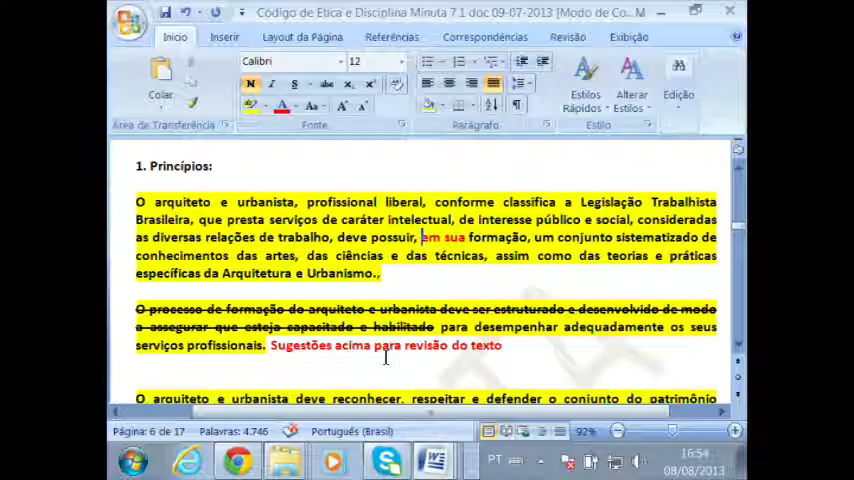 Código de Etica e Disciplina Minuta 7.1 doc 09-07-2013 [Modo de Co... M
Início Inserir Layout da Página Referências Correspondências Revisão Exibição
Calibri 12
Colar
N I S abc x₂ x²
Aa A A
Estilos Rápidos
Alterar Estilos
Edição
Área de Transferência Fonte Parágrafo Estilo
1. Princípios:
O arquiteto e urbanista, profissional liberal, conforme classifica a Legislação Trabalhista
Brasileira, que presta serviços de caráter intelectual, de interesse público e social, consideradas
as diversas relações de trabalho, deve possuir, em sua formação, um conjunto sistematizado de
conhecimentos das artes, das ciências e das técnicas, assim como das teorias e práticas
específicas da Arquitetura e Urbanismo.,
O processo de formação do arquiteto e urbanista deve ser estruturado e desenvolvido de modo
a assegurar que esteja capacitado e habilitado para desempenhar adequadamente os seus
serviços profissionais. Sugestões acima para revisão do texto
O arquiteto e urbanista deve reconhecer, respeitar e defender o conjunto do patrimônio
Página: 6 de 17 Palavras: 4.746 Português (Brasil) 92%
PT 16:54
08/08/2013